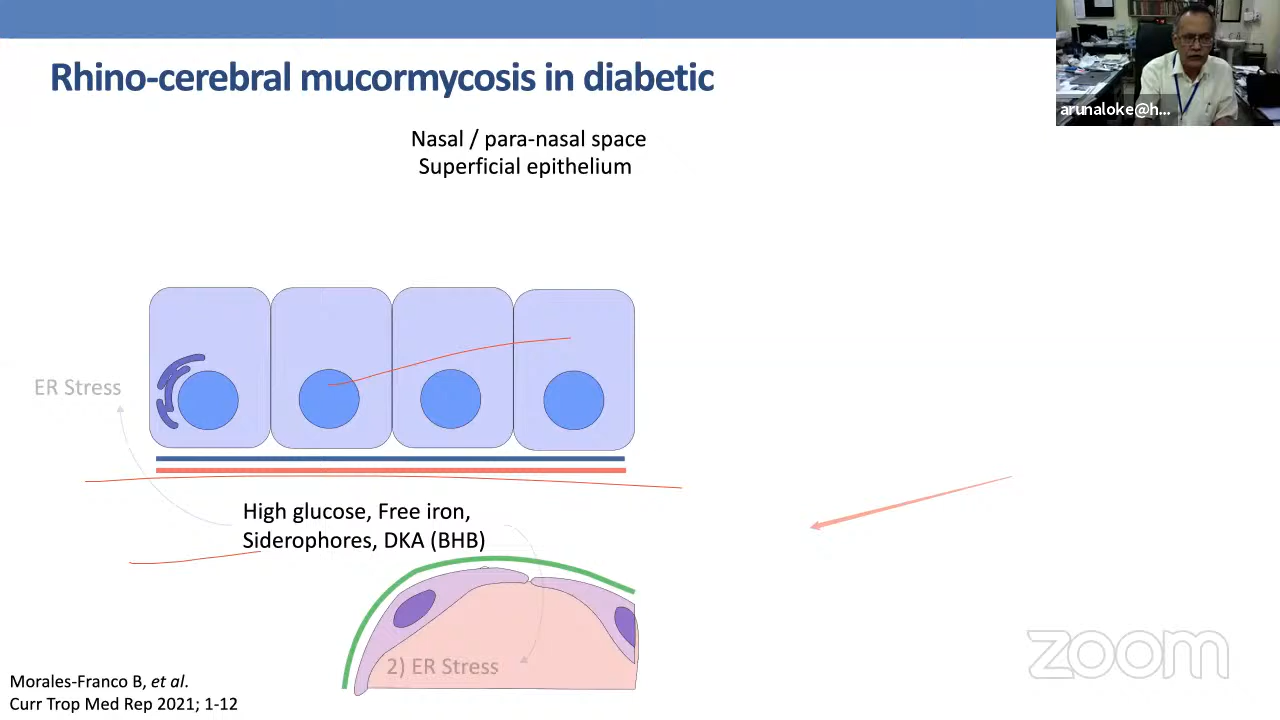 arunaloke@h...
Rhino-cerebral mucormycosis in diabetic
Nasal / para-nasal space
Superficial epithelium
ER Stress
High glucose, Free iron,
Siderophores, DKA (BHB)
2) ER Stress
Morales-Franco B, et al.
Curr Trop Med Rep 2021; 1-12
zoom